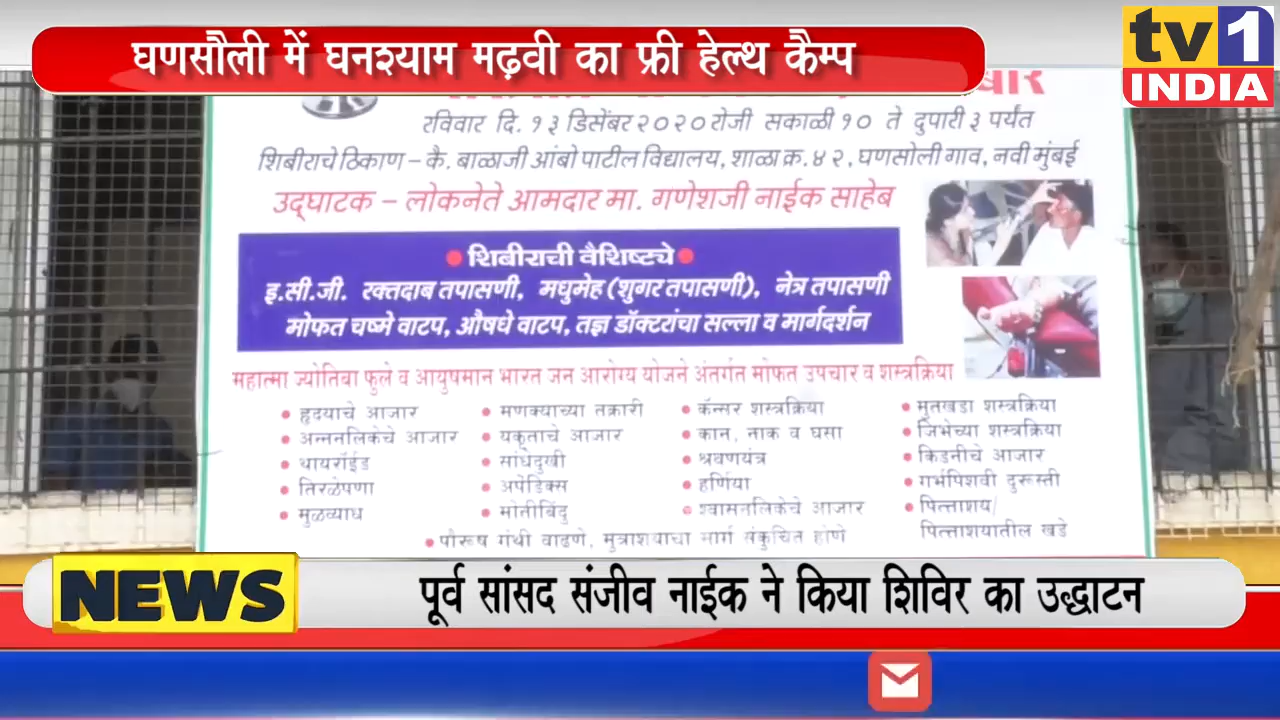 tv1
INDIA
घणसौली में घनश्याम मढ़वी का फ्री हेल्थ कैम्प
रविवार दि. १३ डिसेंबर २०२० रोजी सकाळी १० ते दुपारी ३ पर्यंत
शिबीराचे ठिकाण – कै. बाळाजी आंबो पाटील विद्यालय, शाळा क्र. ४२, घणसोली गाव, नवी मुंबई
उद्घाटक – लोकनेते आमदार मा. गणेशजी नाईक साहेब
• शिबीराची वैशिष्ट्ये •
इ.सी.जी. रक्तदाब तपासणी, मधुमेह (शुगर तपासणी), नेत्र तपासणी
मोफत चष्मे वाटप, औषधे वाटप, तज्ञ डॉक्टरांचा सल्ला व मार्गदर्शन
महात्मा ज्योतिबा फुले व आयुषमान भारत जन आरोग्य योजने अंतर्गत मोफत उपचार व शस्त्रक्रिया
• हृदयाचे आजार
• अन्ननलिकेचे आजार
• थायरॉईड
• तिरळेपणा
• मुळव्याध
• मणक्याच्या तक्रारी
• यकृताचे आजार
• सांधेदुखी
• अपेंडिक्स
• मोतीबिंदु
• कॅन्सर शस्त्रक्रिया
• कान, नाक व घसा
• श्रवणयंत्र
• हर्णिया
• श्वासनलिकेचे आजार
• मुतखडा शस्त्रक्रिया
• जिभेच्या शस्त्रक्रिया
• किडनीचे आजार
• गर्भपिशवी दुरूस्ती
• पित्ताशय/
पित्ताशयातील खडे
• पौरूष ग्रंथी वाढणे, मुत्राशयाचा मार्ग संकुचित होणे
NEWS
पूर्व सांसद संजीव नाईक ने किया शिविर का उद्घाटन